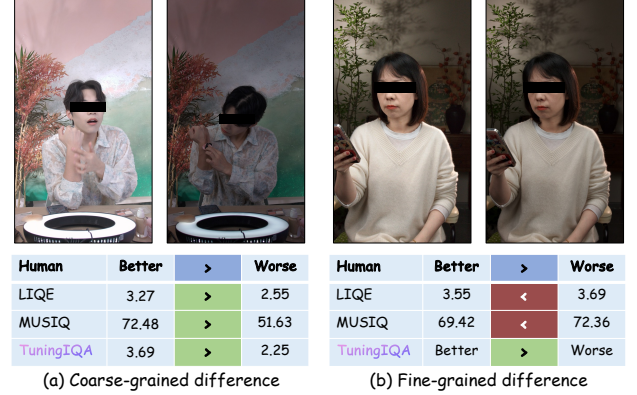 Human Better > Worse
LIQE 3.27 > 2.55
MUSIQ 72.48 > 51.63
TuningIQA 3.69 > 2.25
(a) Coarse-grained difference
Human Better > Worse
LIQE 3.55 < 3.69
MUSIQ 69.42 < 72.36
TuningIQA Better > Worse
(b) Fine-grained difference